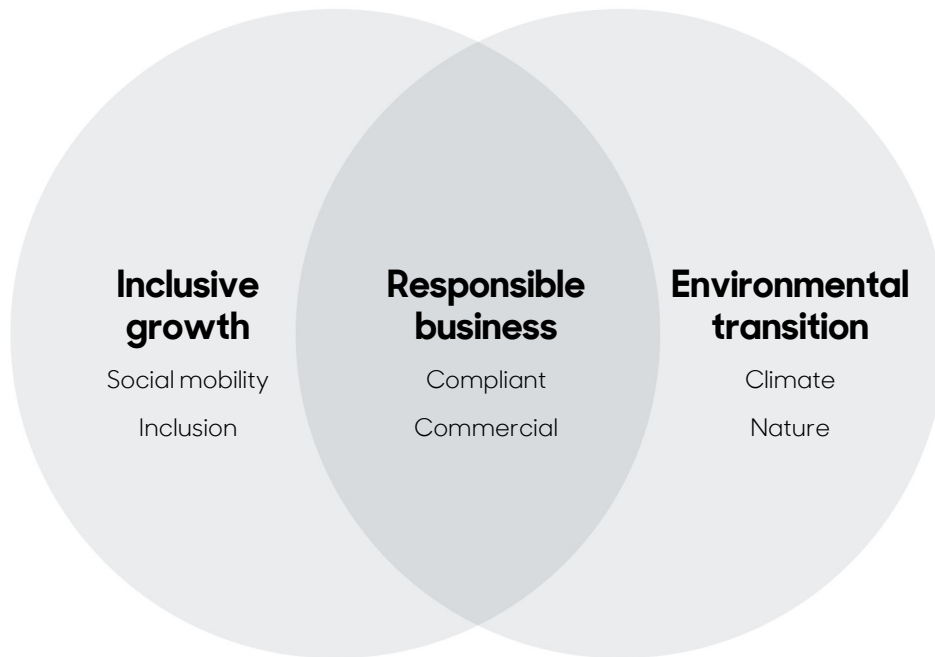 Inclusive
growth
Social mobility
Inclusion
Responsible
business
Compliant
Commercial
Environmental
transition
Climate
Nature